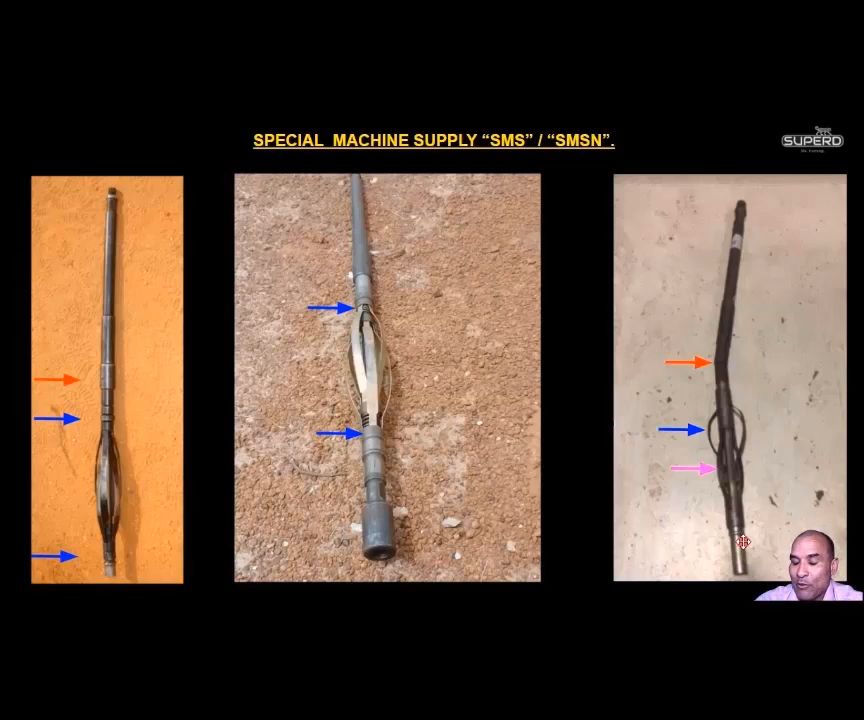 SPECIAL  MACHINE SUPPLY “SMS” / “SMSN”.
SUPERD